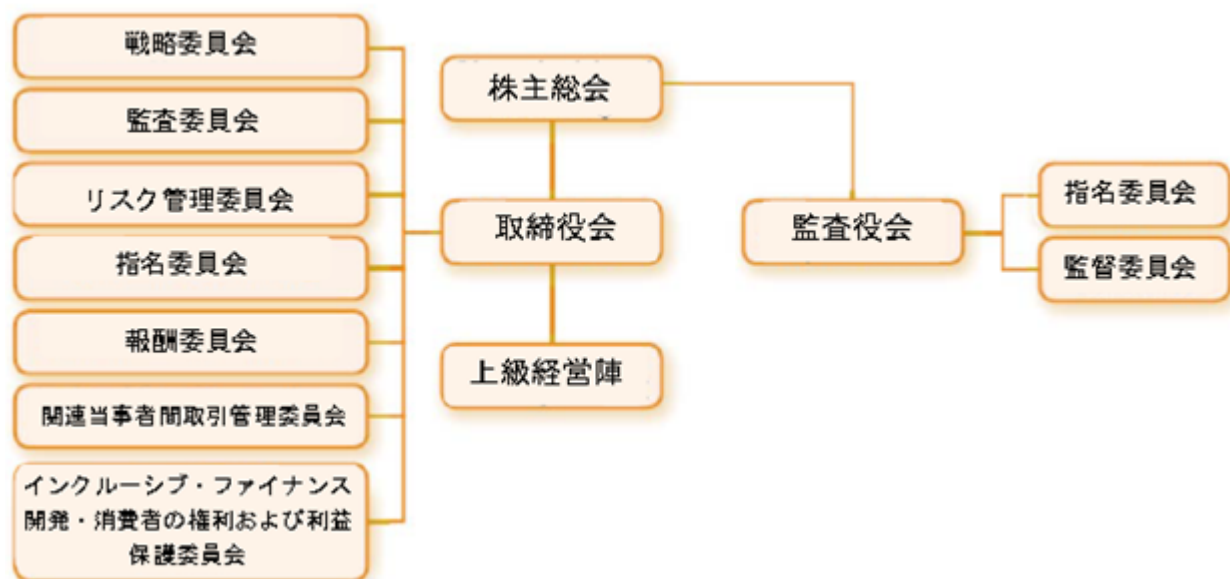 戦略委員会
監査委員会
リスク管理委員会
指名委員会
報酬委員会
関連当事者間取引管理委員会
インクルーシブ・ファイナンス
開発・消費者の権利および利益
保護委員会
株主総会
取締役会
上級経営陣
監査役会
指名委員会
監督委員会